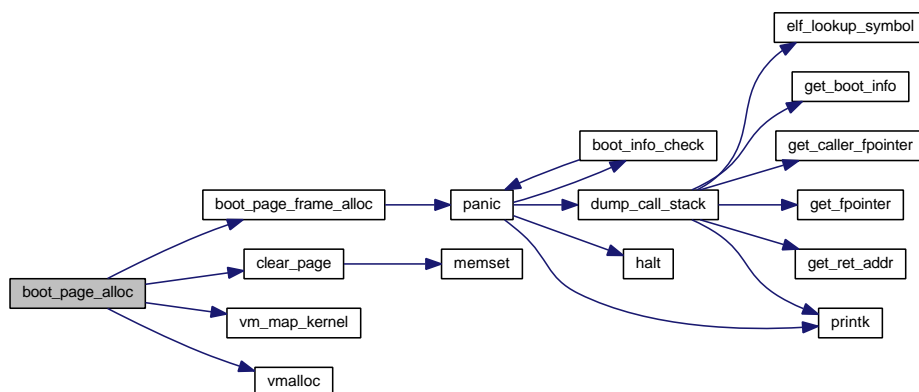 elf_lookup_symbol
get_boot_info
boot_info_check
get_caller_fpointer
boot_page_frame_alloc
panic
dump_call_stack
get_fpointer
clear_page
memset
halt
get_ret_addr
boot_page_alloc
vm_map_kernel
printk
vmalloc